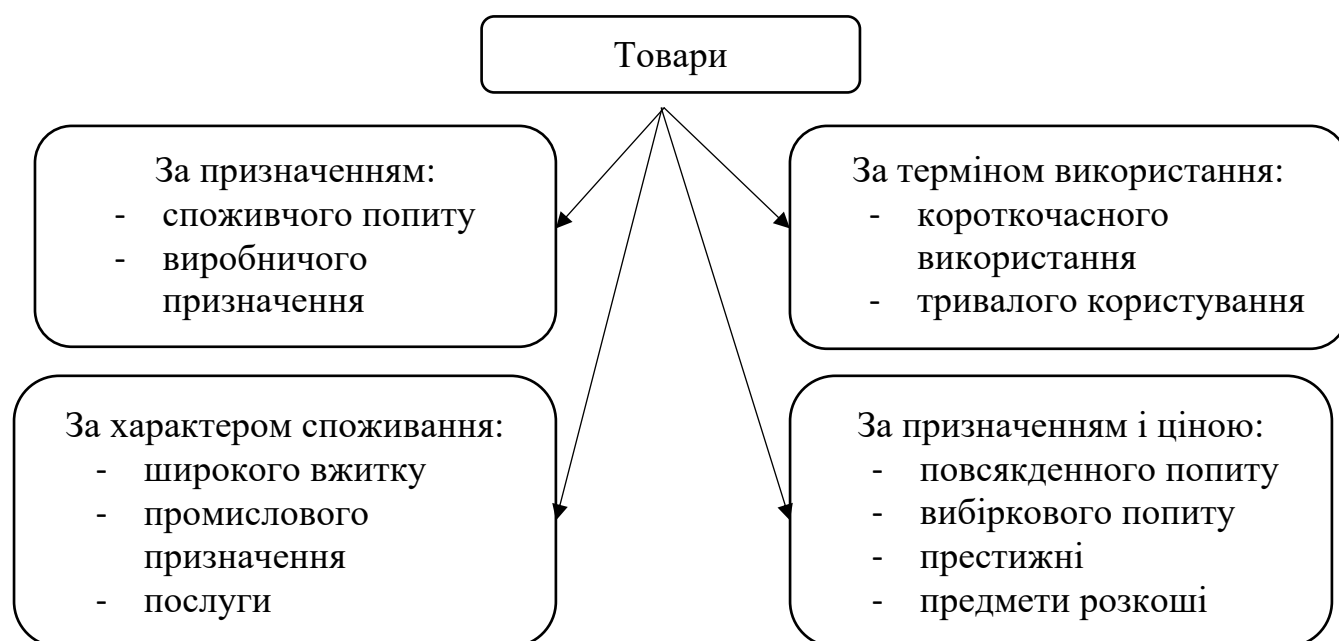 Товари
За призначенням:
- споживчого попиту
- виробничого
призначення
За терміном використання:
- короткочасного
використання
- тривалого користування
За характером споживання:
- широкого вжитку
- промислового
призначення
- послуги
За призначенням і ціною:
- повсякденного попиту
- вибіркового попиту
- престижні
- предмети розкоші